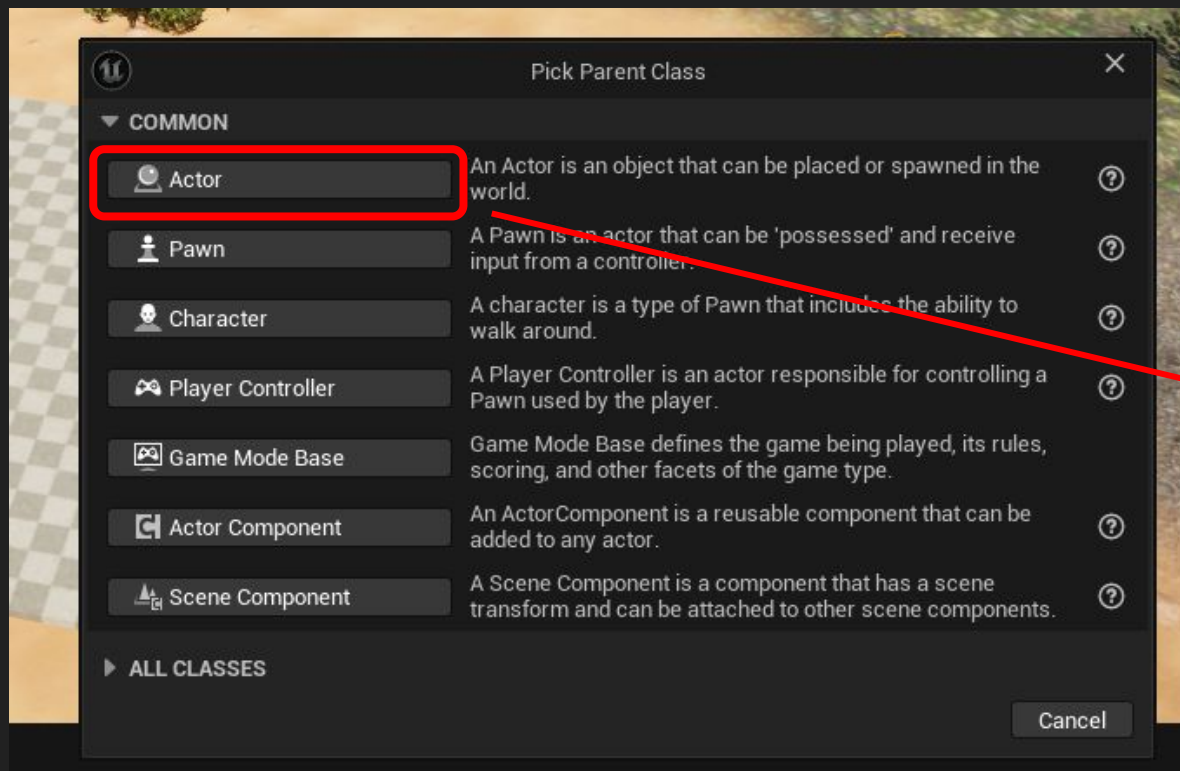 Pick Parent Class
COMMON
Actor
An Actor is an object that can be placed or spawned in the
world.
Pawn
A Pawn is an actor that can be 'possessed' and receive
input from a controller.
Character
A character is a type of Pawn that includes the ability to
walk around.
Player Controller
A Player Controller is an actor responsible for controlling a
Pawn used by the player.
Game Mode Base
Game Mode Base defines the game being played, its rules,
scoring, and other facets of the game type.
Actor Component
An ActorComponent is a reusable component that can be
added to any actor.
Scene Component
A Scene Component is a component that has a scene
transform and can be attached to other scene components.
ALL CLASSES
Cancel